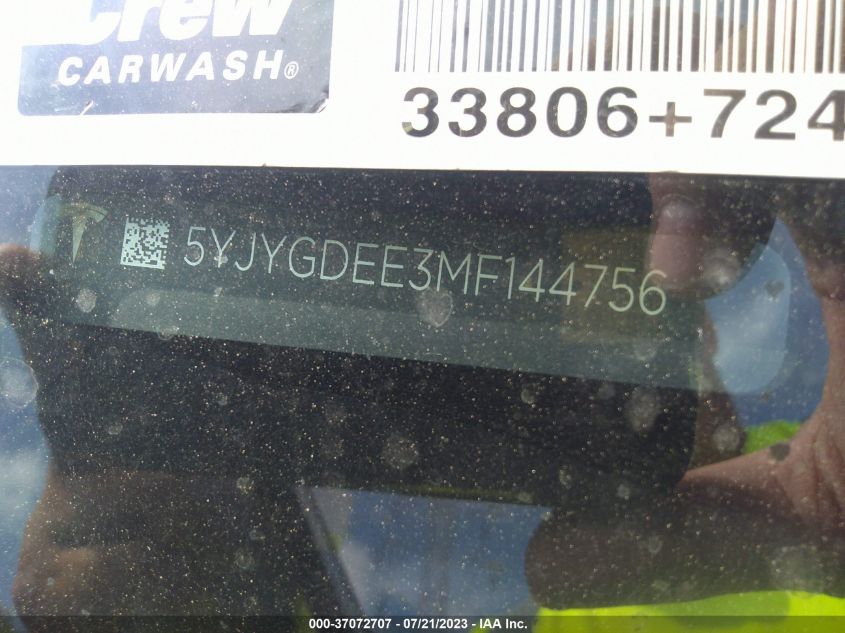 Crew
CARWASH®
33806+724
5YJYGDEE3MF144756
000-37072707 - 07/21/2023 - IAA Inc.